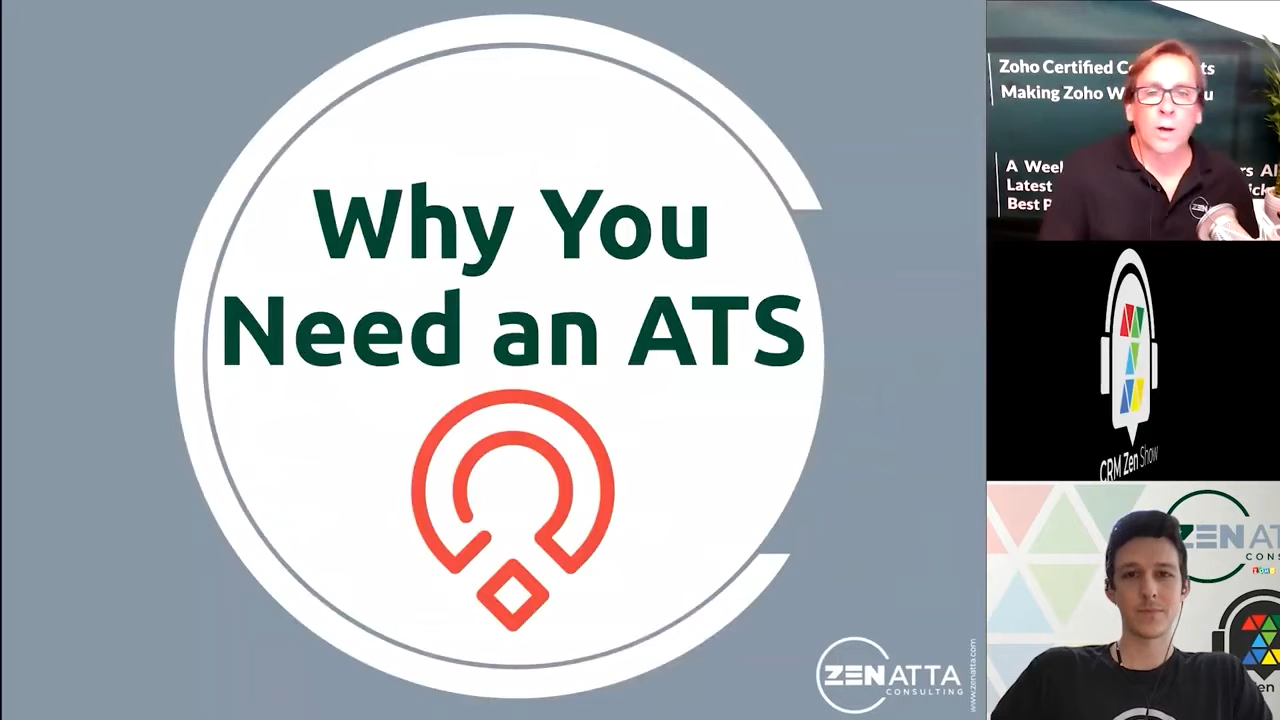 Why You
Need an ATS
ZENATTA
CONSULTING
www.zenatta.com
Zoho Certified
Making Zoho
A
Latest
Best
CRM Zen Show
ZEN